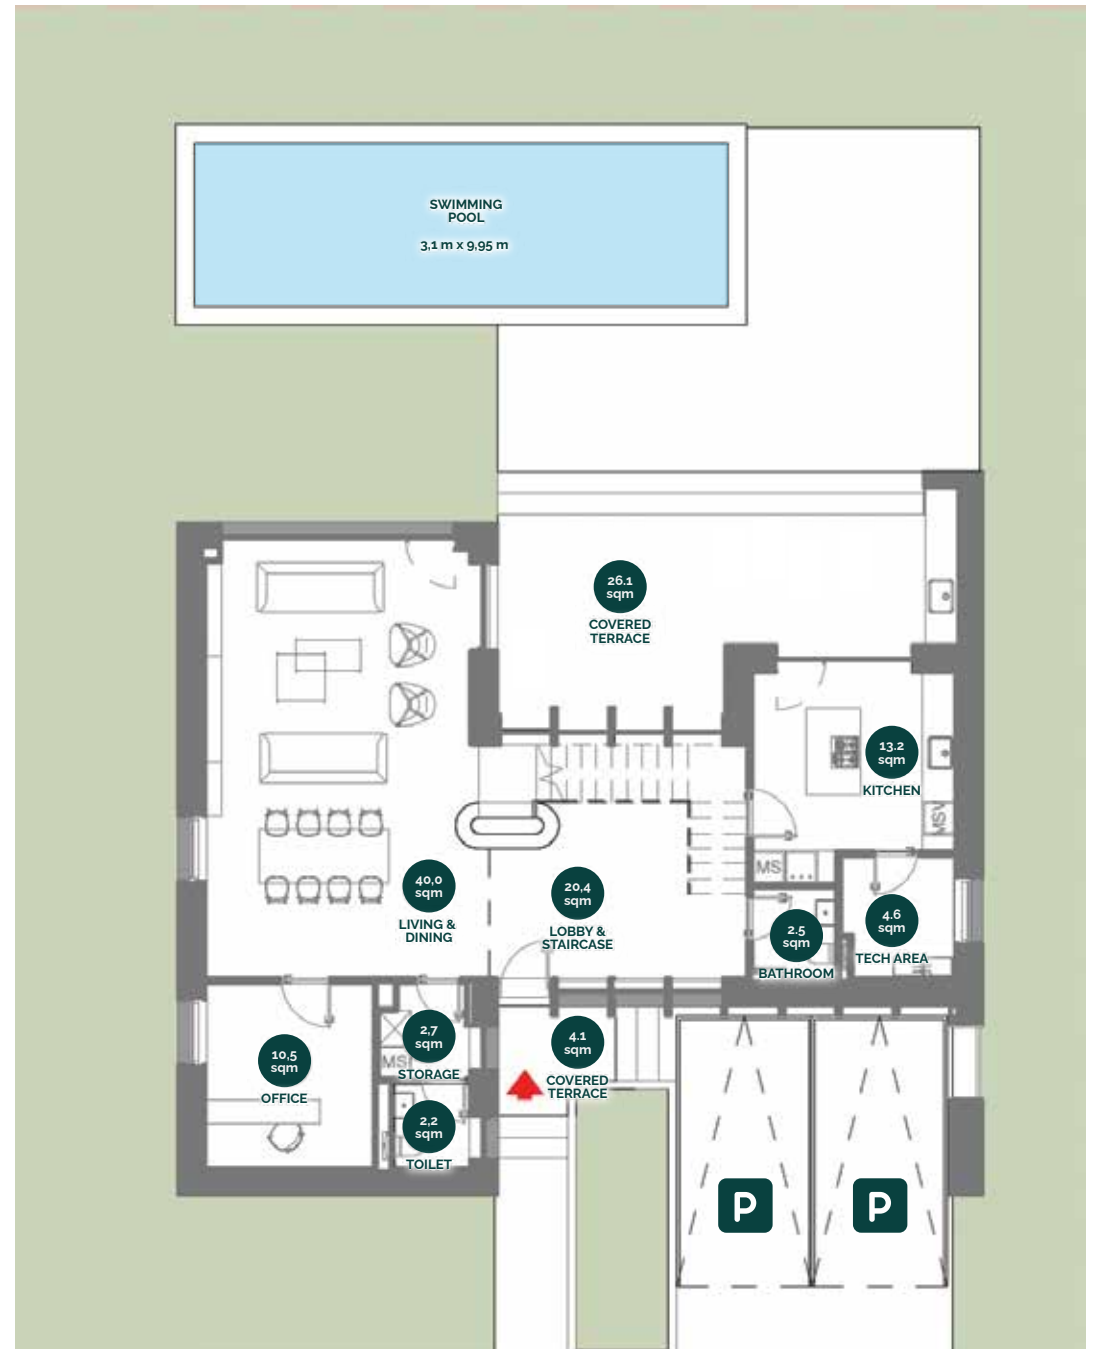 SWIMMING
POOL
3,1 m x 9,95 m
26.1
sqm
COVERED
TERRACE
13.2
sqm
KITCHEN
MSV
MS
40,0
sqm
LIVING &
DINING
20,4
sqm
LOBBY &
STAIRCASE
2.5
sqm
BATHROOM
4.6
sqm
TECH AREA
10,5
sqm
OFFICE
2,7
sqm
MS
STORAGE
4.1
sqm
COVERED
TERRACE
2,2
sqm
TOILET
P
P